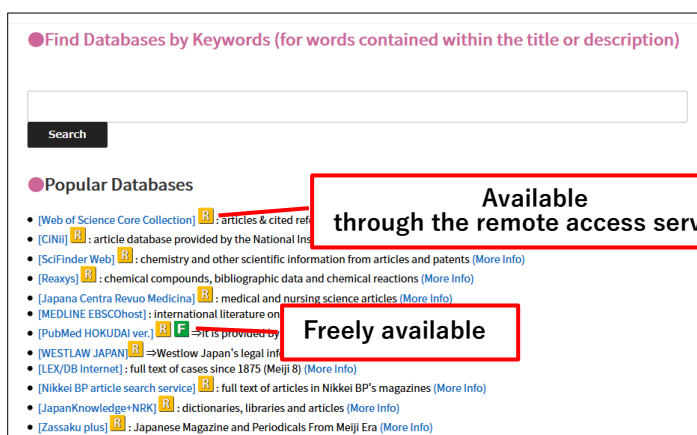 ●Find Databases by Keywords (for words contained within the title or description)
Search
●Popular Databases
Available
through the remote access serv
• [Web of Science Core Collection] R : articles & cited ref
• [CiNii] R : article database provided by the National Ins
• [SciFinder Web] R : chemistry and other scientific information from articles and patents (More Info)
• [Reaxys] R : chemical compounds, bibliographic data and chemical reactions (More Info)
• [Japana Centra Revuo Medicina] R : medical and nursing science articles (More Info)
• [MEDLINE EBSCOhost] : international literature on
Freely available
• [PubMed HOKUDAI ver.] R F ⇒It is provided by
• [WESTLAW JAPAN] R ⇒Westlow Japan's legal inf
• [LEX/DB Internet] : full text of cases since 1875 (Meiji 8) (More Info)
• [Nikkei BP article search service] R : full text of articles in Nikkei BP's magazines (More Info)
• [JapanKnowledge+NRK] R : dictionaries, libraries and articles (More Info)
• [Zassaku plus] R : Japanese Magazine and Periodicals From Meiji Era (More Info)